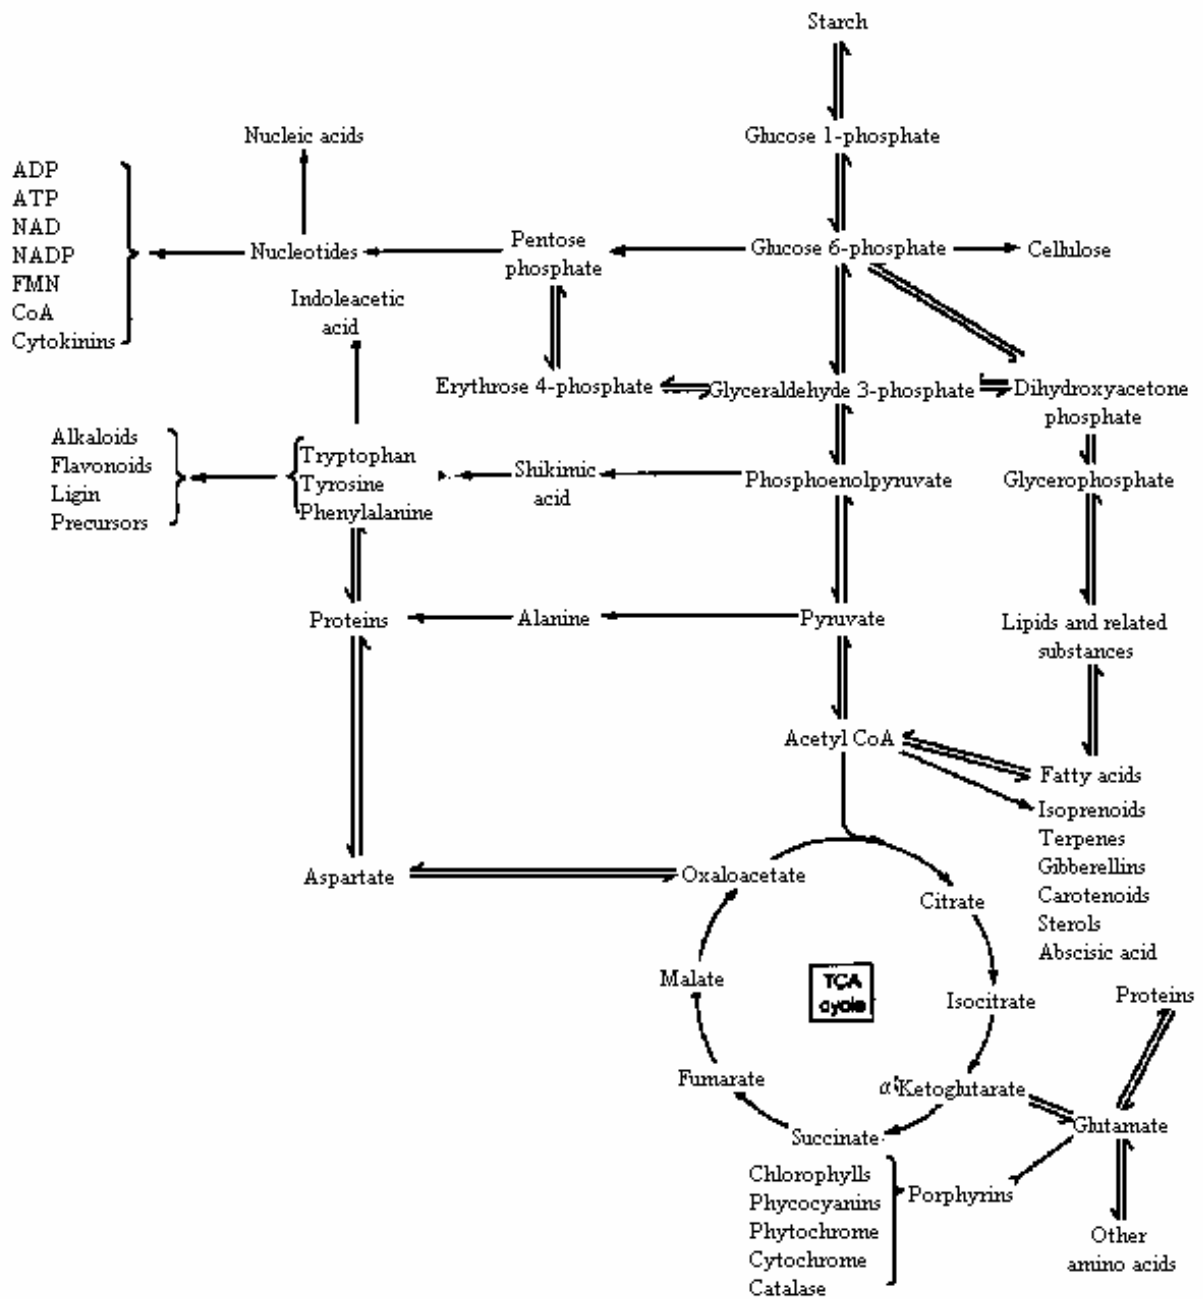 Starch
Nucleic acids
Glucose 1-phosphate
ADP
ATP
NAD
NADP
FMN
CoA
Cytokinins
Nucleotides
Pentose
phosphate
Glucose 6-phosphate
Cellulose
Indoleacetic
acid
Erythrose 4-phosphate
Glyceraldehyde 3-phosphate
Dihydroxyacetone
phosphate
Alkaloids
Flavonoids
Ligin
Precursors
Tryptophan
Tyrosine
Phenylalanine
Shikimic
acid
Phosphoenolpyruvate
Glycerophosphate
Proteins
Alanine
Pyruvate
Lipids and related
substances
Acetyl CoA
Fatty acids
Isoprenoids
Terpenes
Gibberellins
Carotenoids
Sterols
Abscisic acid
Aspartate
Oxaloacetate
Citrate
Malate
TCA
cycle
Isocitrate
Proteins
Fumarate
α Ketoglutarate
Glutamate
Succinate
Chlorophylls
Phycocyanins
Phytochrome
Cytochrome
Catalase
Porphyrins
Other
amino acids